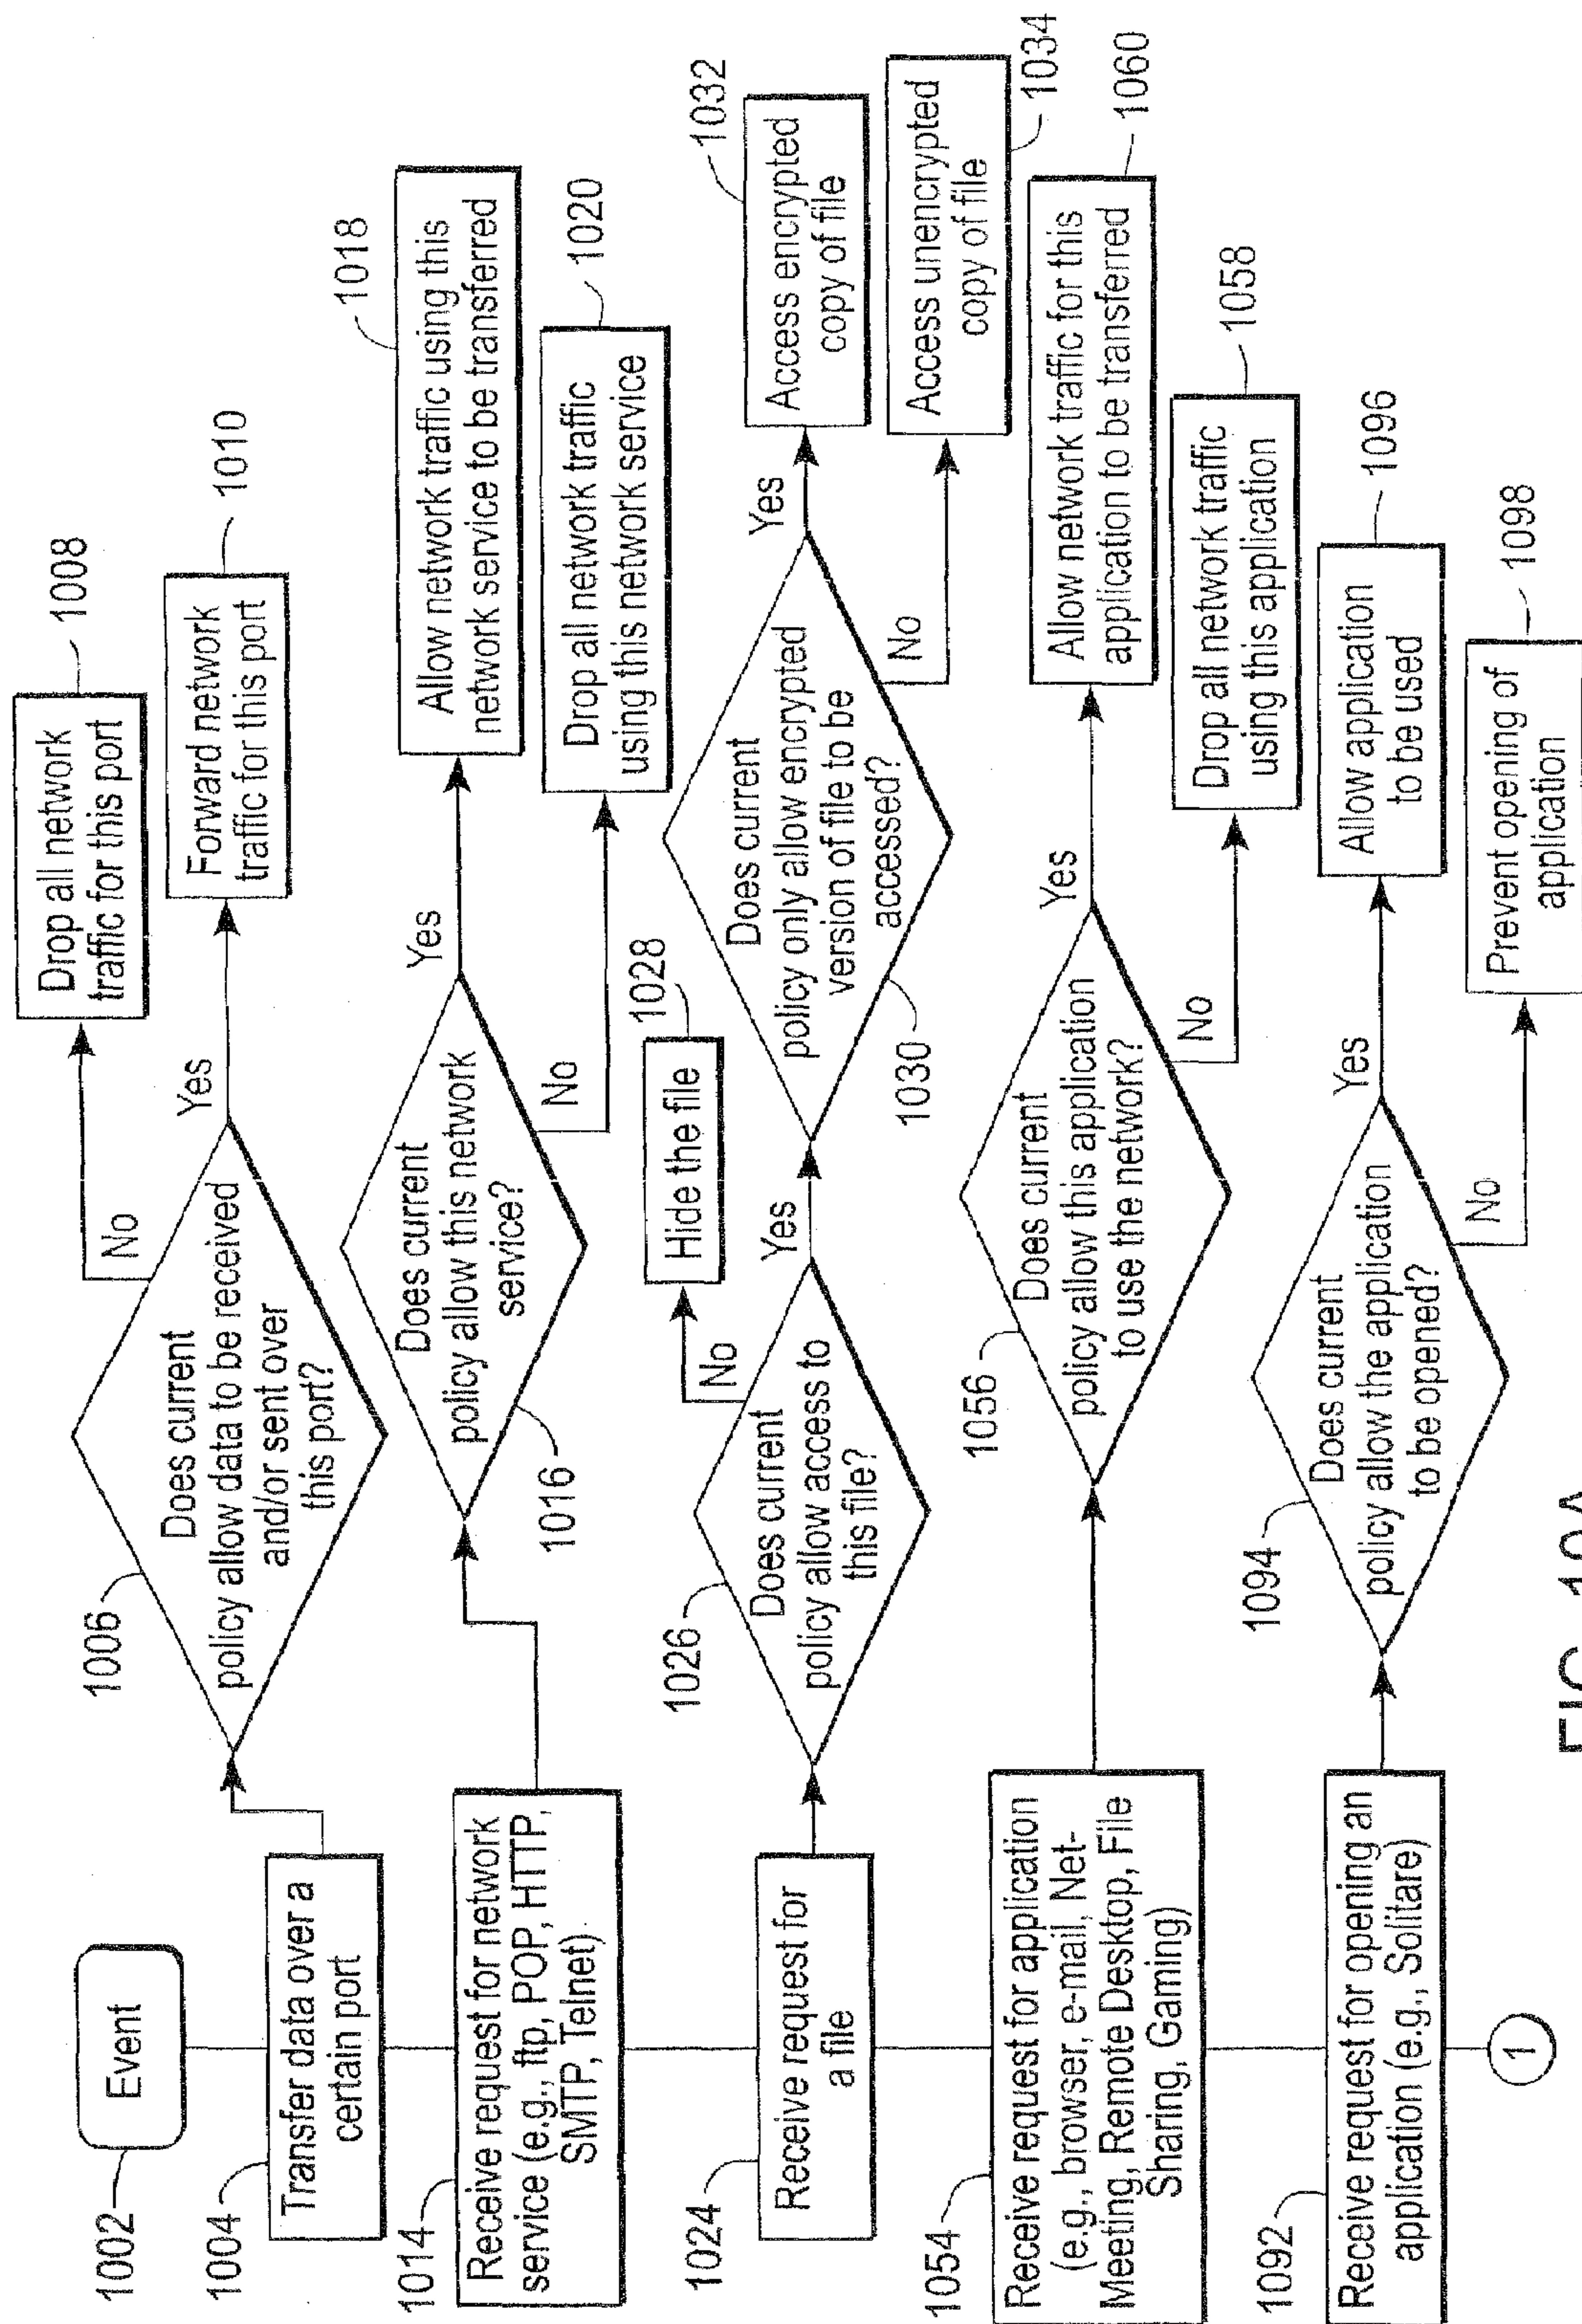 1002
Event
1004
Transfer data over a
certain port
1006
Does current
policy allow data to be received
and/or sent over
this port?
No
Drop all network
traffic for this port
1008
Yes
Forward network
traffic for this port
1010
1014
Receive request for network
service (e.g., ftp, POP, HTTP,
SMTP, Telnet)
1016
Does current
policy allow this network
service?
Yes
Allow network traffic using this
network service to be transferred
1018
No
Drop all network traffic
using this network service
1020
1024
Receive request for
a file
1026
Does current
policy allow access to
this file?
No
Hide the file
1028
Yes
1030
Does current
policy only allow encrypted
version of file to be
accessed?
Yes
Access encrypted
copy of file
1032
No
Access unencrypted
copy of file
1034
1054
Receive request for application
(e.g., browser, e-mail, Net-
Meeting, Remote Desktop, File
Sharing, Gaming)
1056
Does current
policy allow this application
to use the network?
Yes
Allow network traffic for this
application to be transferred
1060
No
Drop all network traffic
using this application
1058
1092
Receive request for opening an
application (e.g., Solitare)
1094
Does current
policy allow the application
to be opened?
Yes
Allow application
to be used
1096
No
Prevent opening of
application
1098
1
FIG. 10A